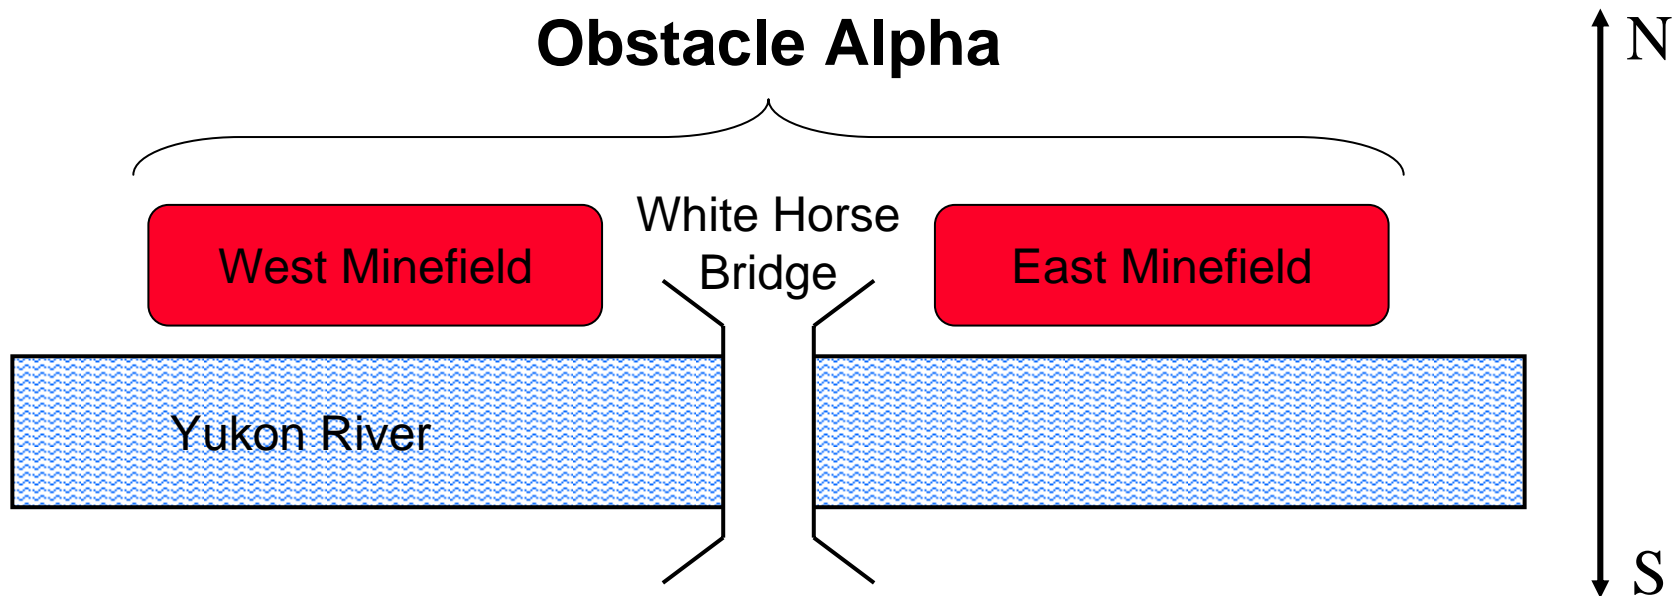 Obstacle Alpha
N
White Horse
Bridge
West Minefield
East Minefield
Yukon River
S